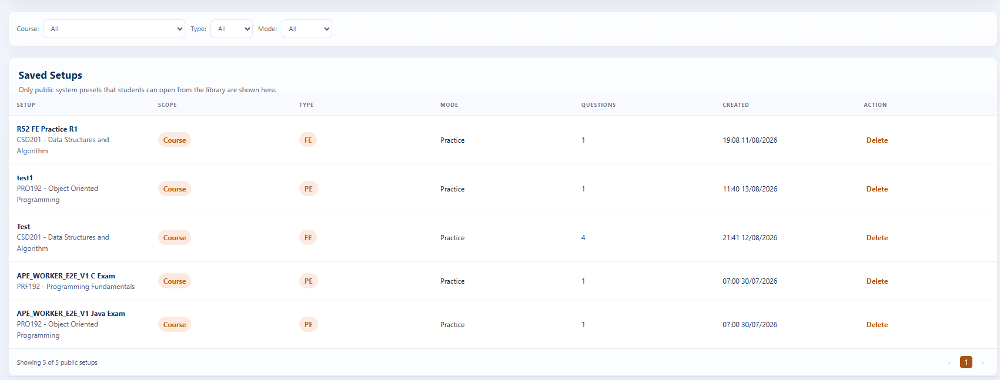 Course: All Type: All Mode: All
Saved Setups
Only public system presets that students can open from the library are shown here.
SETUP SCOPE TYPE MODE QUESTIONS CREATED ACTION
R52 FE Practice R1
CSD201 - Data Structures and
Algorithm
Course FE Practice 1 19:08 11/08/2026 Delete
test1
PRO192 - Object Oriented
Programming
Course PE Practice 1 11:40 13/08/2026 Delete
Test
CSD201 - Data Structures and
Algorithm
Course FE Practice 4 21:41 12/08/2026 Delete
APE_WORKER_E2E_V1 C Exam
PRF192 - Programming Fundamentals
Course PE Practice 1 07:00 30/07/2026 Delete
APE_WORKER_E2E_V1 Java Exam
PRO192 - Object Oriented
Programming
Course PE Practice 1 07:00 30/07/2026 Delete
Showing 5 of 5 public setups ‹ 1 ›